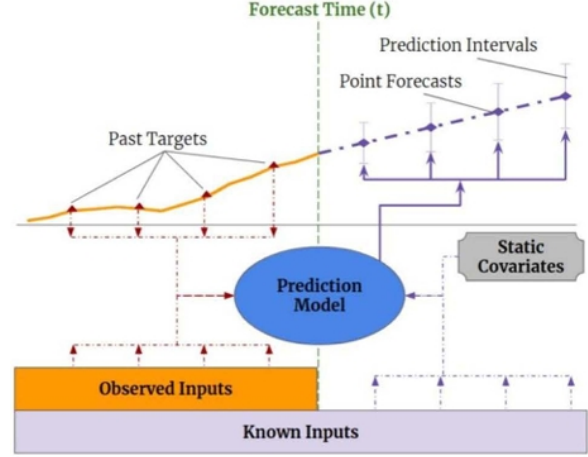 Forecast Time (t)
Prediction Intervals
Point Forecasts
Past Targets
Static
Covariates
Prediction
Model
Observed Inputs
Known Inputs